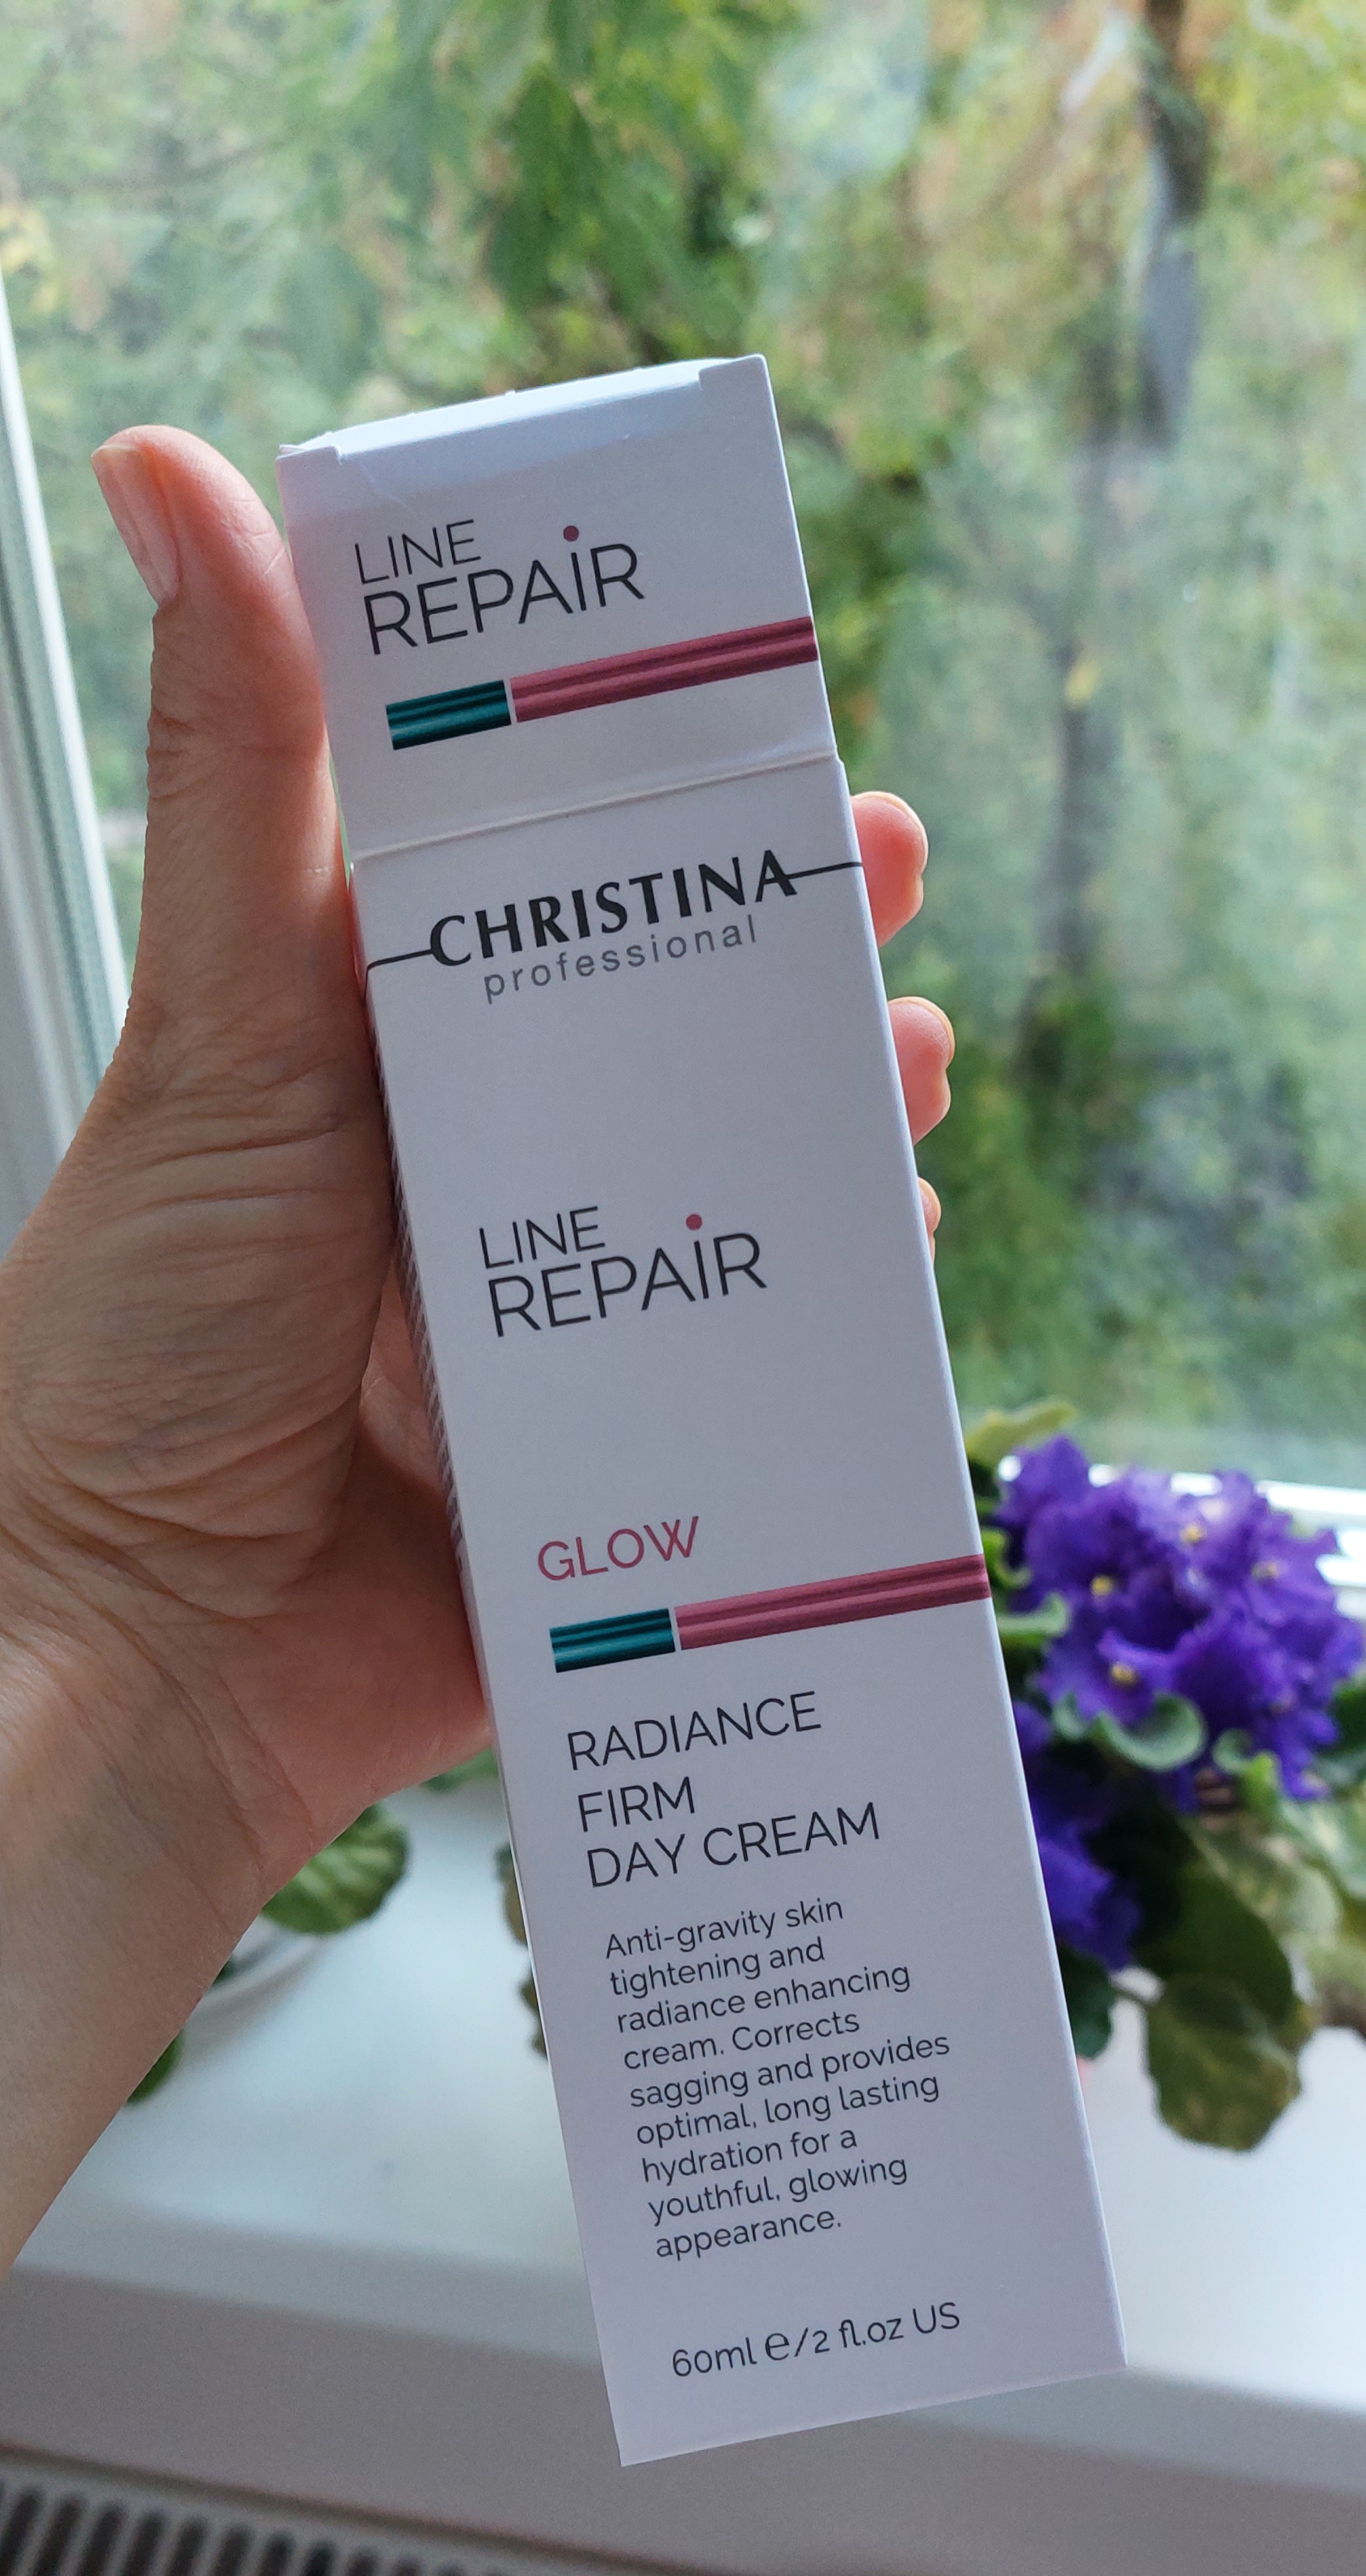 LINE
REPAIR
CHRISTINA
professional
LINE
REPAIR
GLOW
RADIANCE
FIRM
DAY CREAM
Anti-gravity skin
tightening and
radiance enhancing
cream. Corrects
sagging and provides
optimal, long lasting
hydration for a
youthful, glowing
appearance.
60ml ℮/2 fl.oz US